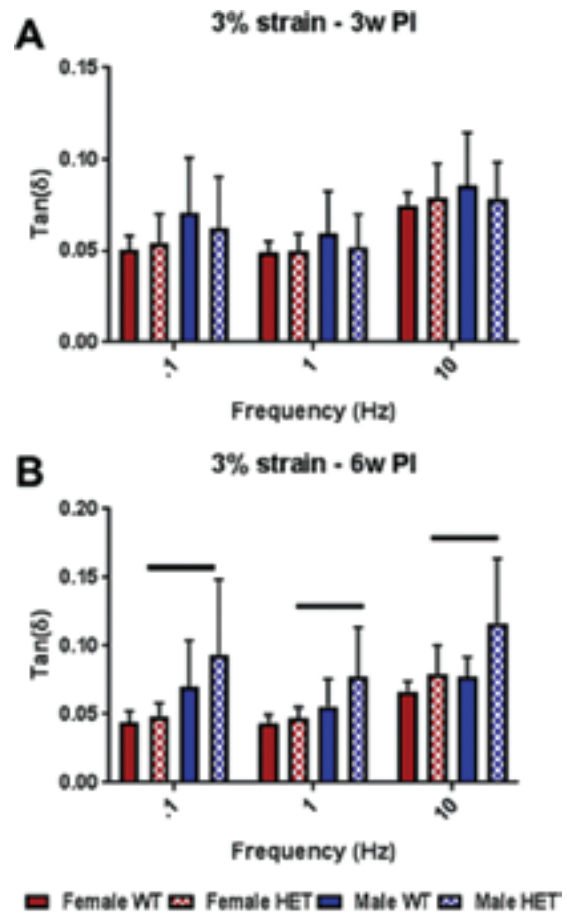 A
3% strain - 3w PI
0.15
0.10
0.05
0.00
Tan(δ)
.1
1
10
Frequency (Hz)
B
3% strain - 6w PI
0.20
0.15
0.10
0.05
0.00
Tan(δ)
.1
1
10
Frequency (Hz)
Female WT Female HET Male WT Male HET